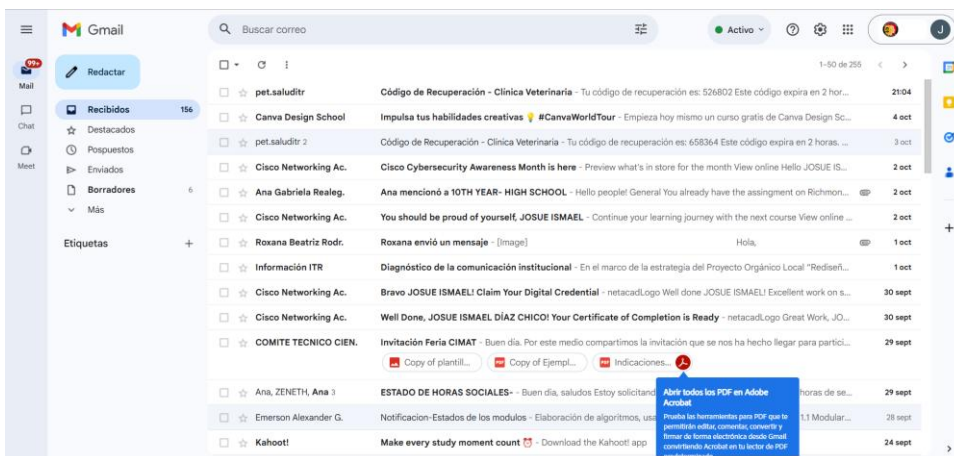 Gmail
Buscar correo
Activo
J
99+
Mail
Chat
Meet
Redactar
Recibidos 156
Destacados
Pospuestos
Enviados
Borradores 6
Más
Etiquetas
1–50 de 255
pet.saluditr Código de Recuperación - Clínica Veterinaria - Tu código de recuperación es: 526802 Este código expira en 2 hor... 21:04
Canva Design School Impulsa tus habilidades creativas 💡 #CanvaWorldTour - Empieza hoy mismo un curso gratis de Canva Design Sc... 4 oct
pet.saluditr 2 Código de Recuperación - Clínica Veterinaria - Tu código de recuperación es: 658364 Este código expira en 2 horas. ... 3 oct
Cisco Networking Ac. Cisco Cybersecurity Awareness Month is here - Preview what's in store for the month View online Hello JOSUE IS... 2 oct
Ana Gabriela Realeg. Ana mencionó a 10TH YEAR- HIGH SCHOOL - Hello people! General You already have the assingment on Richmon... 2 oct
Cisco Networking Ac. You should be proud of yourself, JOSUE ISMAEL - Continue your learning journey with the next course View online ... 2 oct
Roxana Beatriz Rodr. Roxana envió un mensaje - [Image] Hola, 1 oct
Información ITR Diagnóstico de la comunicación institucional - En el marco de la estrategia del Proyecto Orgánico Local "Rediseñ... 1 oct
Cisco Networking Ac. Bravo JOSUE ISMAEL! Claim Your Digital Credential - netacadLogo Well done JOSUE ISMAEL! Excellent work on s... 30 sept
Cisco Networking Ac. Well Done, JOSUE ISMAEL DÍAZ CHICO! Your Certificate of Completion is Ready - netacadLogo Great Work, JO... 30 sept
COMITE TECNICO CIEN. Invitación Feria CIMAT - Buen día. Por este medio compartimos la invitación que se nos ha hecho llegar para partici... 29 sept
Copy of plantill... PDF Copy of Ejempl... PDF Indicaciones...
Ana, ZENETH, Ana 3 ESTADO DE HORAS SOCIALES- - Buen dia, saludos Estoy solicitand horas de se... 29 sept
Emerson Alexander G. Notificacion-Estados de los modulos - Elaboración de algoritmos, usa 1.1 Modular... 28 sept
Kahoot! Make every study moment count ⏰ - Download the Kahoot! app 24 sept
Abrir todos los PDF en Adobe
Acrobat
Prueba las herramientas para PDF que te
permitirán editar, comentar, convertir y
firmar de forma electrónica desde Gmail
convirtiendo Acrobat en tu lector de PDF